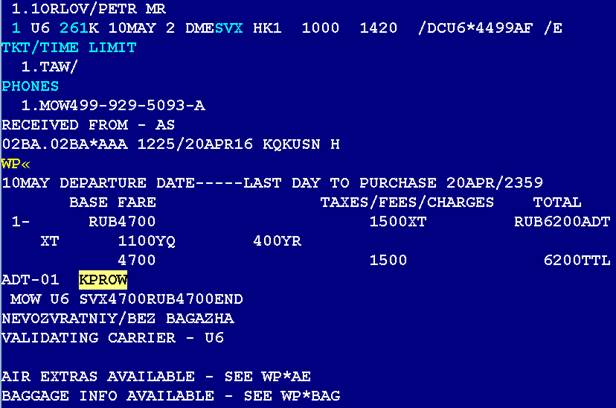 1.1ORLOV/PETR MR
1 U6 261K 10MAY 2 DMESVX HK1 1000 1420 /DCU6*4499AF /E
TKT/TIME LIMIT
1.TAW/
PHONES
1.MOW499-929-5093-A
RECEIVED FROM - AS
02BA.02BA*AAA 1225/20APR16 KQKUSN H
WP«
10MAY DEPARTURE DATE-----LAST DAY TO PURCHASE 20APR/2359
BASE FARE TAXES/FEES/CHARGES TOTAL
1- RUB4700 1500XT RUB6200ADT
XT 1100YQ 400YR
4700 1500 6200TTL
ADT-01 KPROW
MOW U6 SVX4700RUB4700END
NEVOZVRATNIY/BEZ BAGAZHA
VALIDATING CARRIER - U6
AIR EXTRAS AVAILABLE - SEE WP*AE
BAGGAGE INFO AVAILABLE - SEE WP*BAG